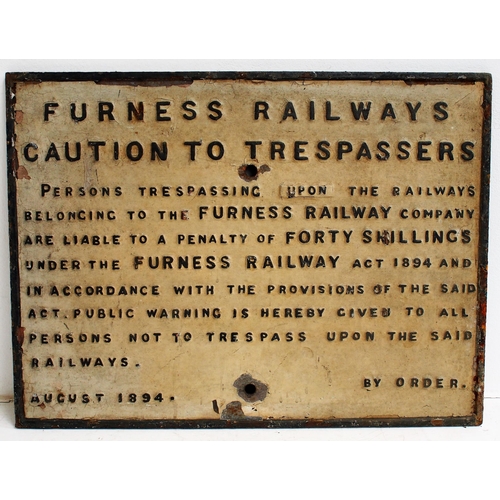 FURNESS RAILWAYS
CAUTION TO TRESPASSERS
PERSONS TRESPASSING UPON THE RAILWAYS
BELONGING TO THE FURNESS RAILWAY COMPANY
ARE LIABLE TO A PENALTY OF FORTY SHILLINGS
UNDER THE FURNESS RAILWAY ACT 1894 AND
IN ACCORDANCE WITH THE PROVISIONS OF THE SAID
ACT. PUBLIC WARNING IS HEREBY GIVEN TO ALL
PERSONS NOT TO TRESPASS UPON THE SAID
RAILWAYS.
BY ORDER.
AUGUST 1894.